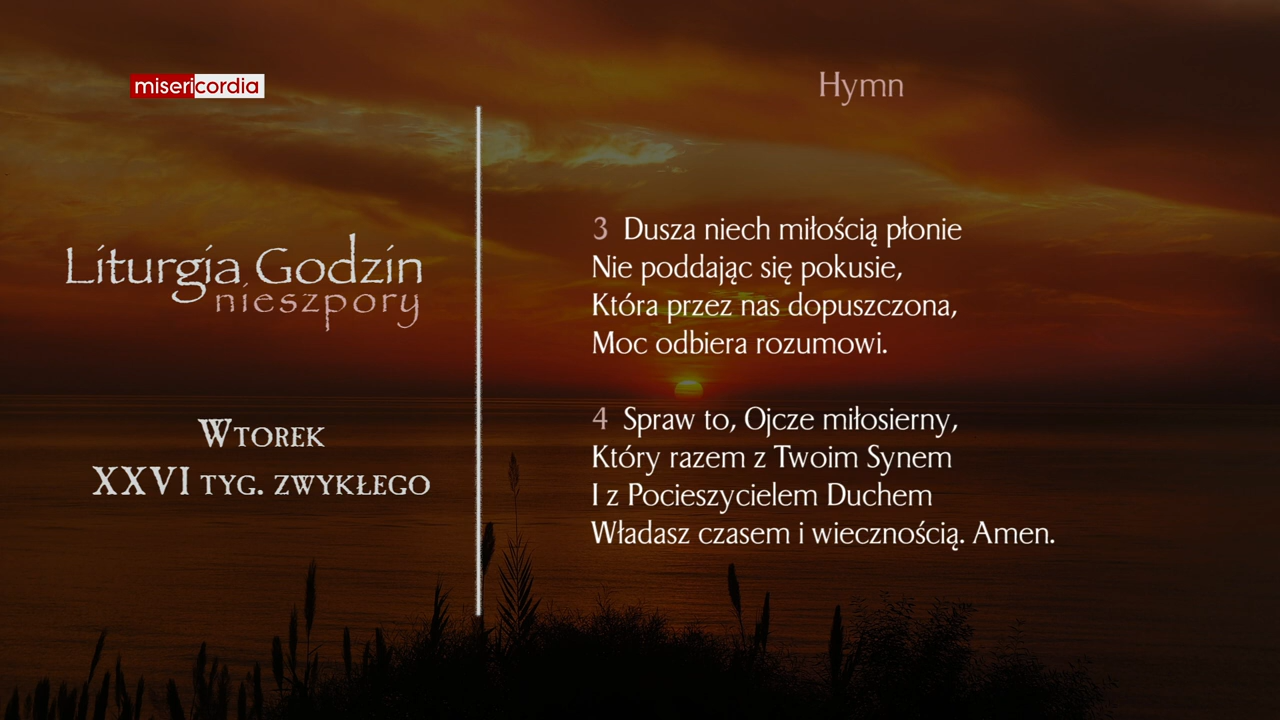 misericordia
Liturgia Godzin
nieszpory
Wtorek
XXVI tyg. zwykłego
Hymn
3 Dusza niech miłością płonie
Nie poddając się pokusie,
Która przez nas dopuszczona,
Moc odbiera rozumowi.
4 Spraw to, Ojcze miłosierny,
Który razem z Twoim Synem
I z Pocieszycielem Duchem
Władasz czasem i wiecznością. Amen.